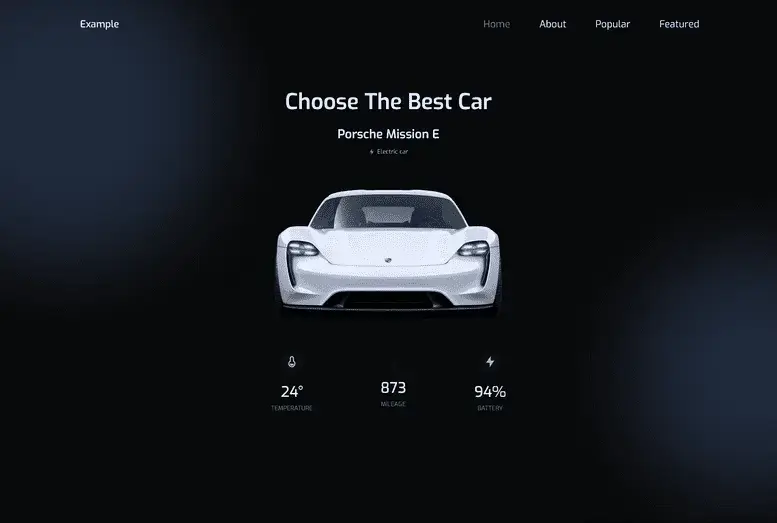 Example
Home About Popular Featured
Choose The Best Car
Porsche Mission E
Electric car
24°
TEMPERATURE
873
MILEAGE
94%
BATTERY